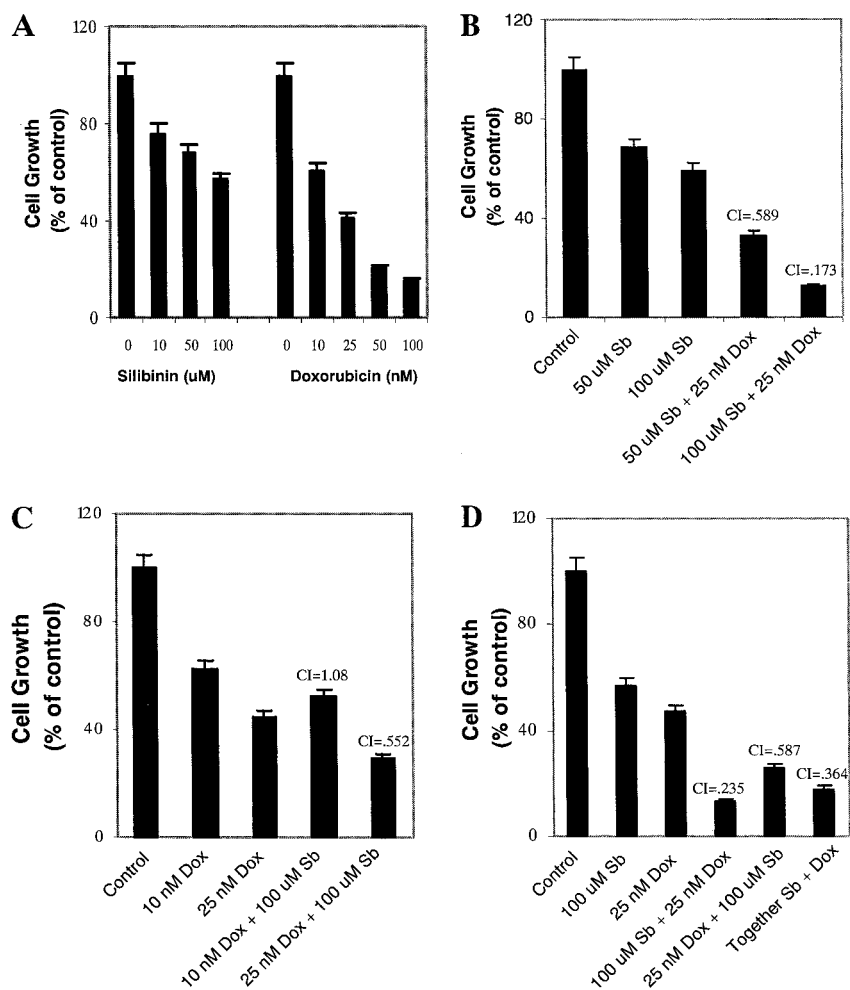 A
120
80
40
0
Cell Growth
(% of control)
0 10 50 100 0 10 25 50 100
Silibinin (uM) Doxorubicin (nM)
B
120
80
40
0
Cell Growth
(% of control)
CI=.589
CI=.173
Control
50 uM Sb
100 uM Sb
50 uM Sb + 25 nM Dox
100 uM Sb + 25 nM Dox
C
120
80
40
0
Cell Growth
(% of control)
CI=1.08
CI=.552
Control
10 nM Dox
25 nM Dox
10 nM Dox + 100 uM Sb
25 nM Dox + 100 uM Sb
D
120
80
40
0
Cell Growth
(% of control)
CI=.235
CI=.587
CI=.364
Control
100 uM Sb
25 nM Dox
100 uM Sb + 25 nM Dox
25 nM Dox + 100 uM Sb
Together Sb + Dox